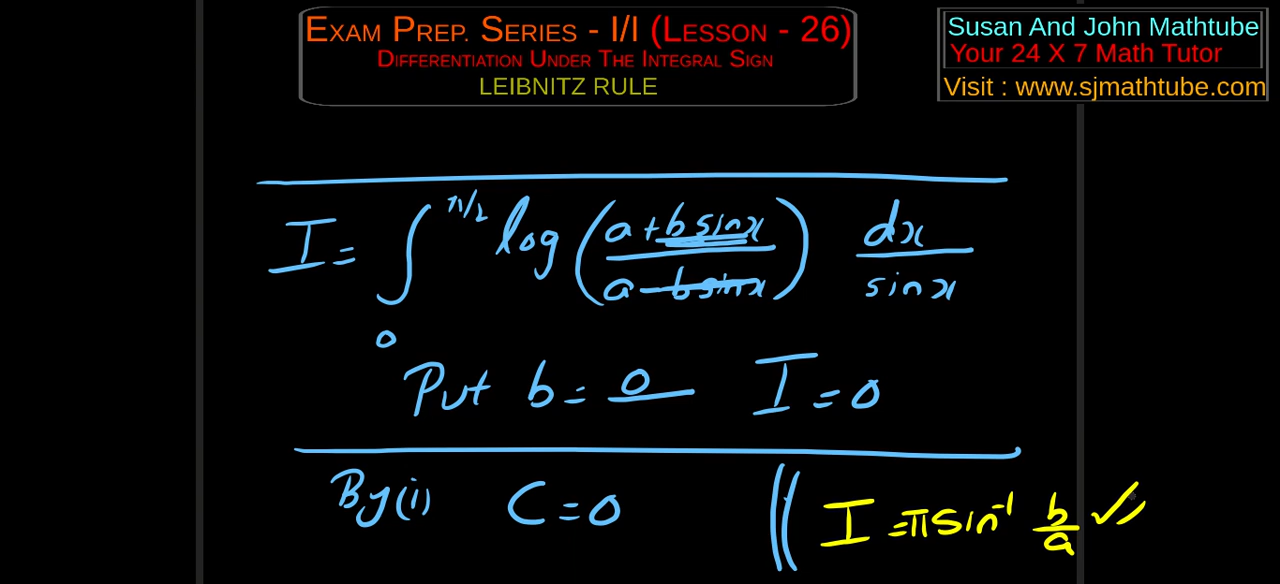 EXAM PREP. SERIES - I/I (LESSON - 26)
DIFFERENTIATION UNDER THE INTEGRAL SIGN
LEIBNITZ RULE
Susan And John Mathtube
Your 24 X 7 Math Tutor
Visit : www.sjmathtube.com
I = ∫₀^{π/2} log((a + b sin x)/(a - b sin x)) dx/sin x
Put b = 0 I = 0
By (i) C = 0 || I = π sin⁻¹ b/a ✓